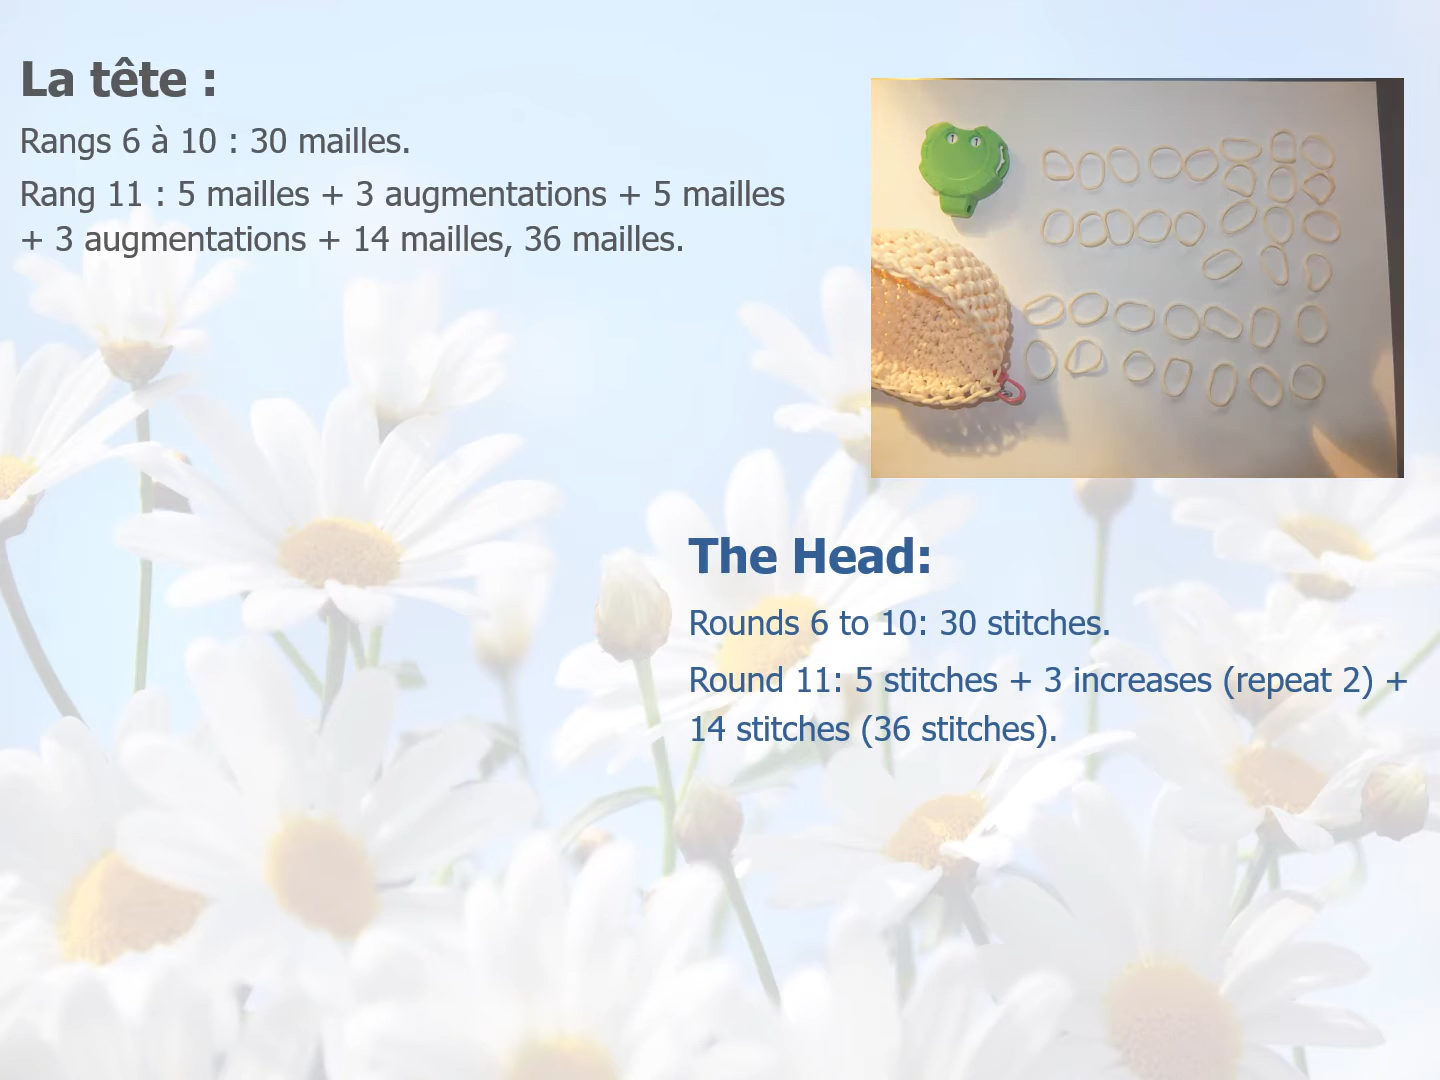 La tête :
Rangs 6 à 10 : 30 mailles.
Rang 11 : 5 mailles + 3 augmentations + 5 mailles
+ 3 augmentations + 14 mailles, 36 mailles.
The Head:
Rounds 6 to 10: 30 stitches.
Round 11: 5 stitches + 3 increases (repeat 2) +
14 stitches (36 stitches).